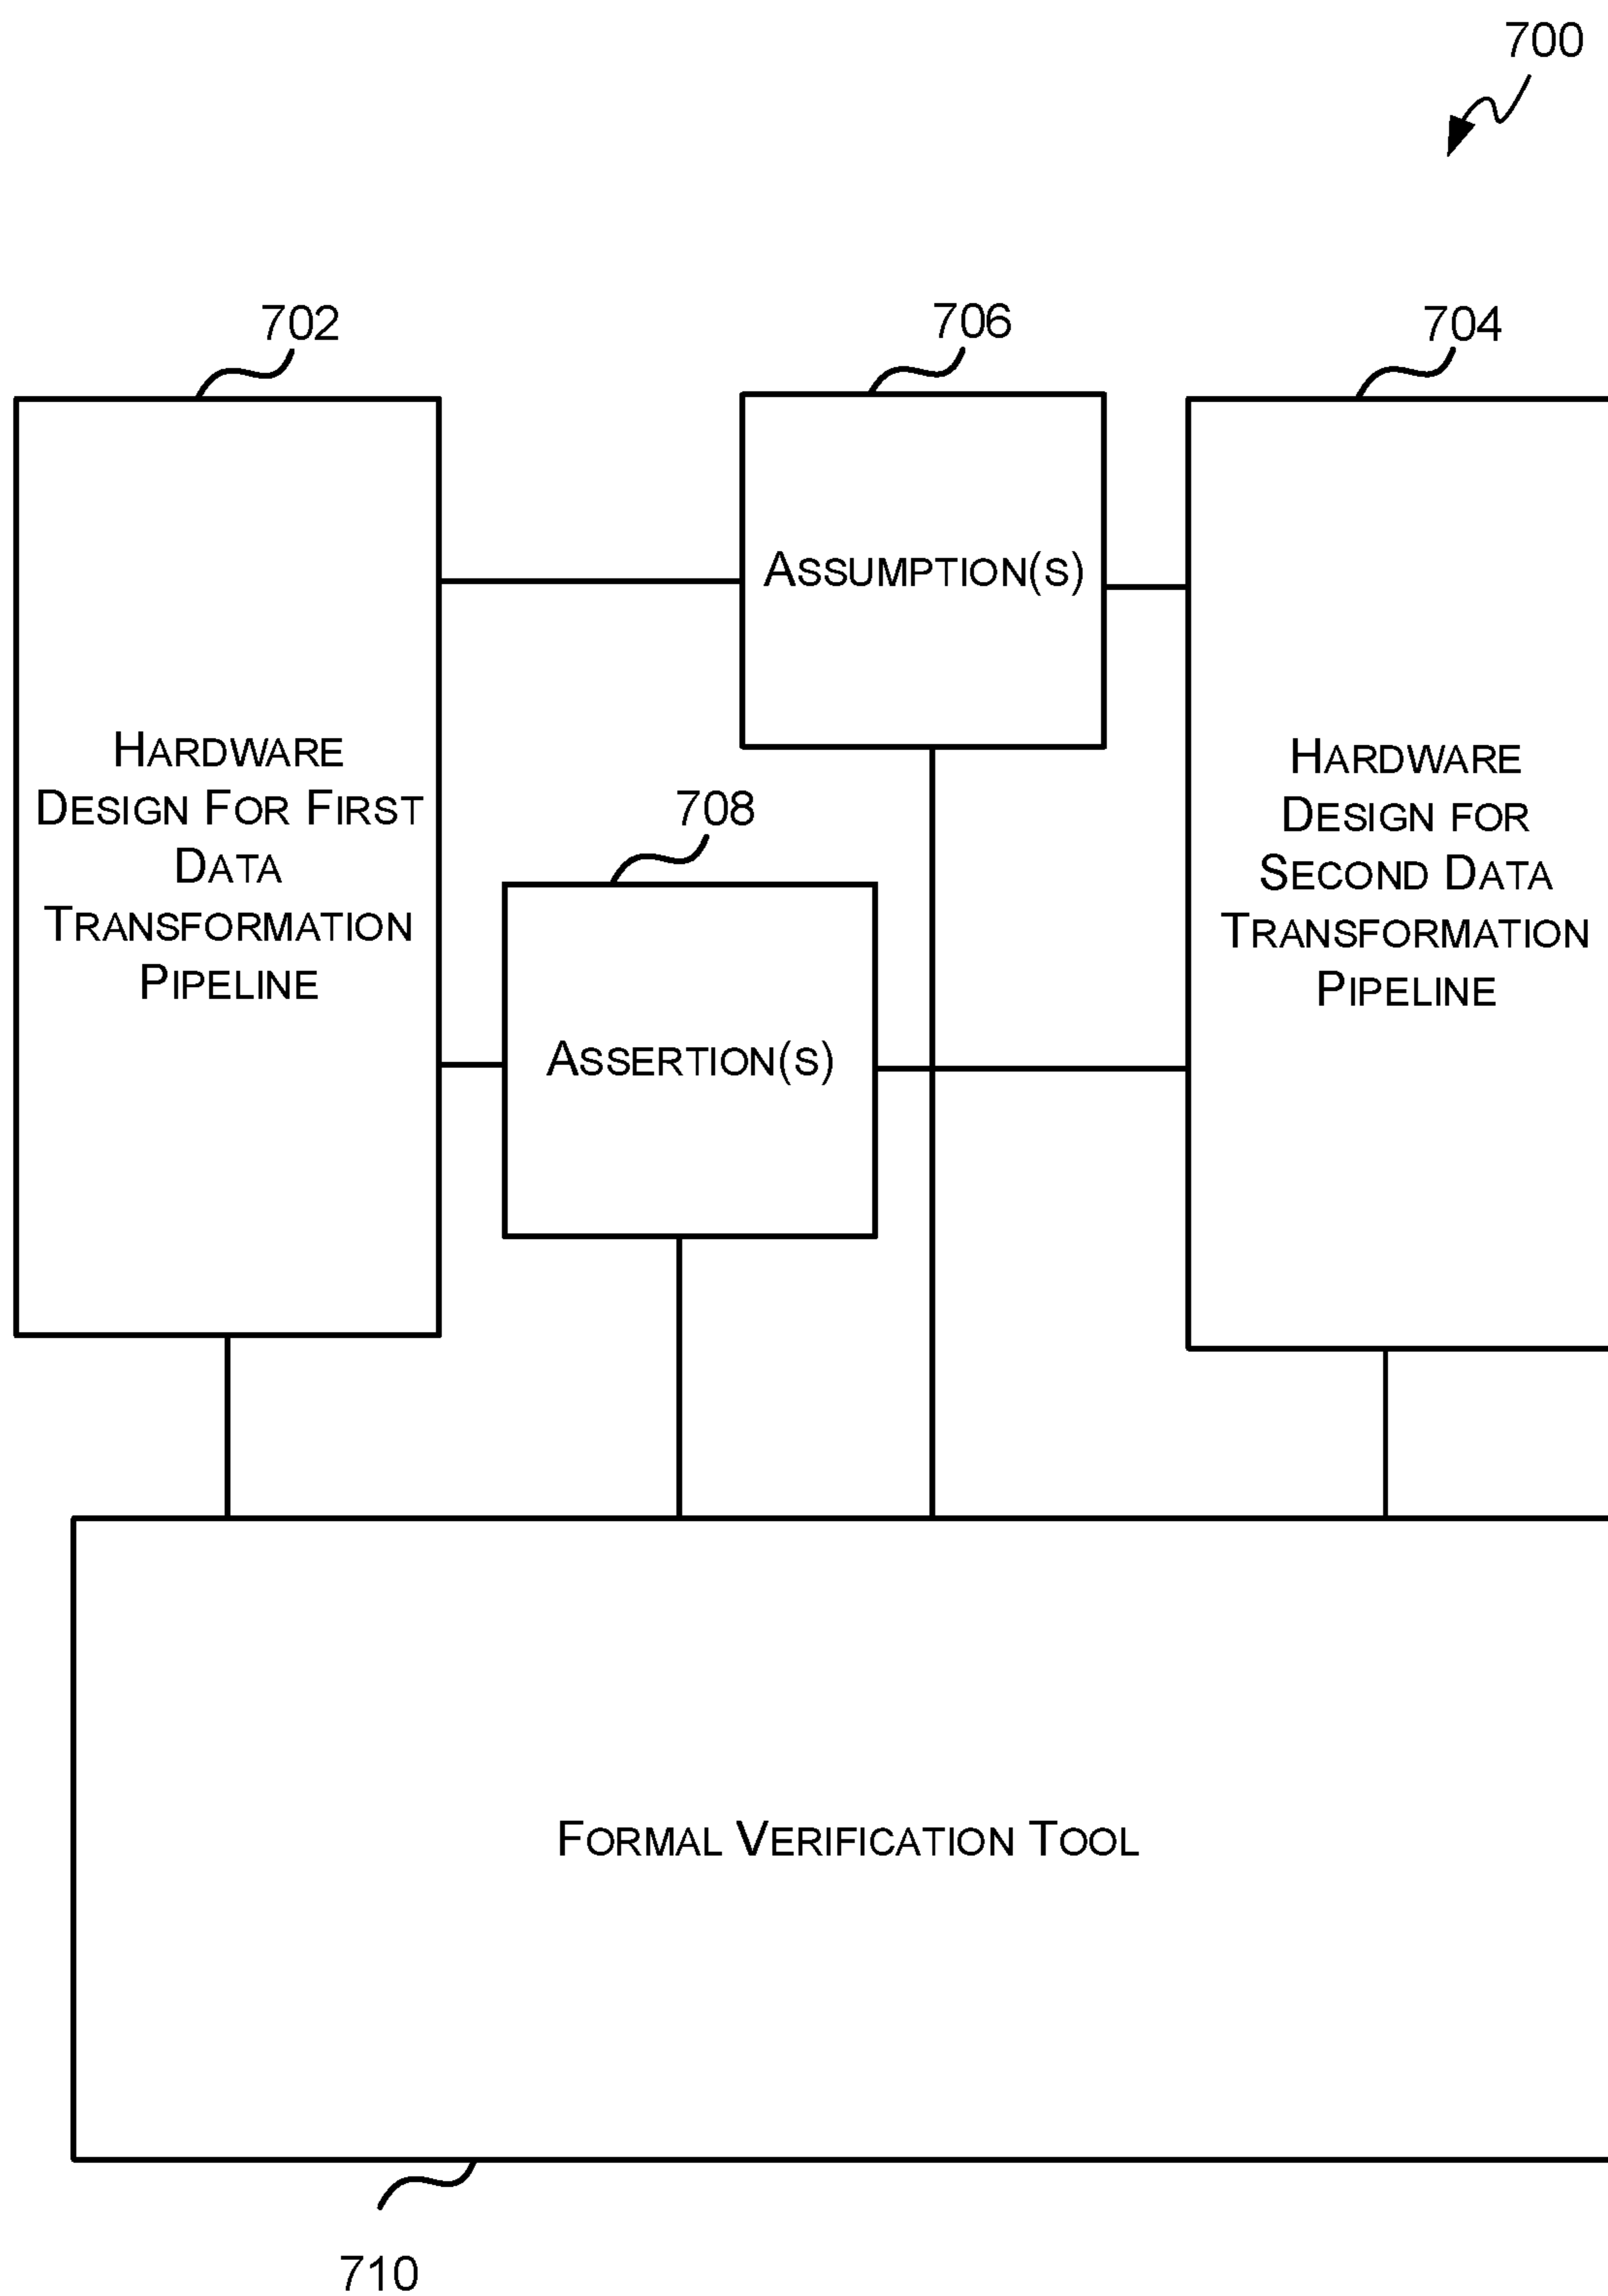 700
702
706
704
HARDWARE
DESIGN FOR FIRST
DATA
TRANSFORMATION
PIPELINE
ASSUMPTION(S)
HARDWARE
DESIGN FOR
SECOND DATA
TRANSFORMATION
PIPELINE
708
ASSERTION(S)
FORMAL VERIFICATION TOOL
710